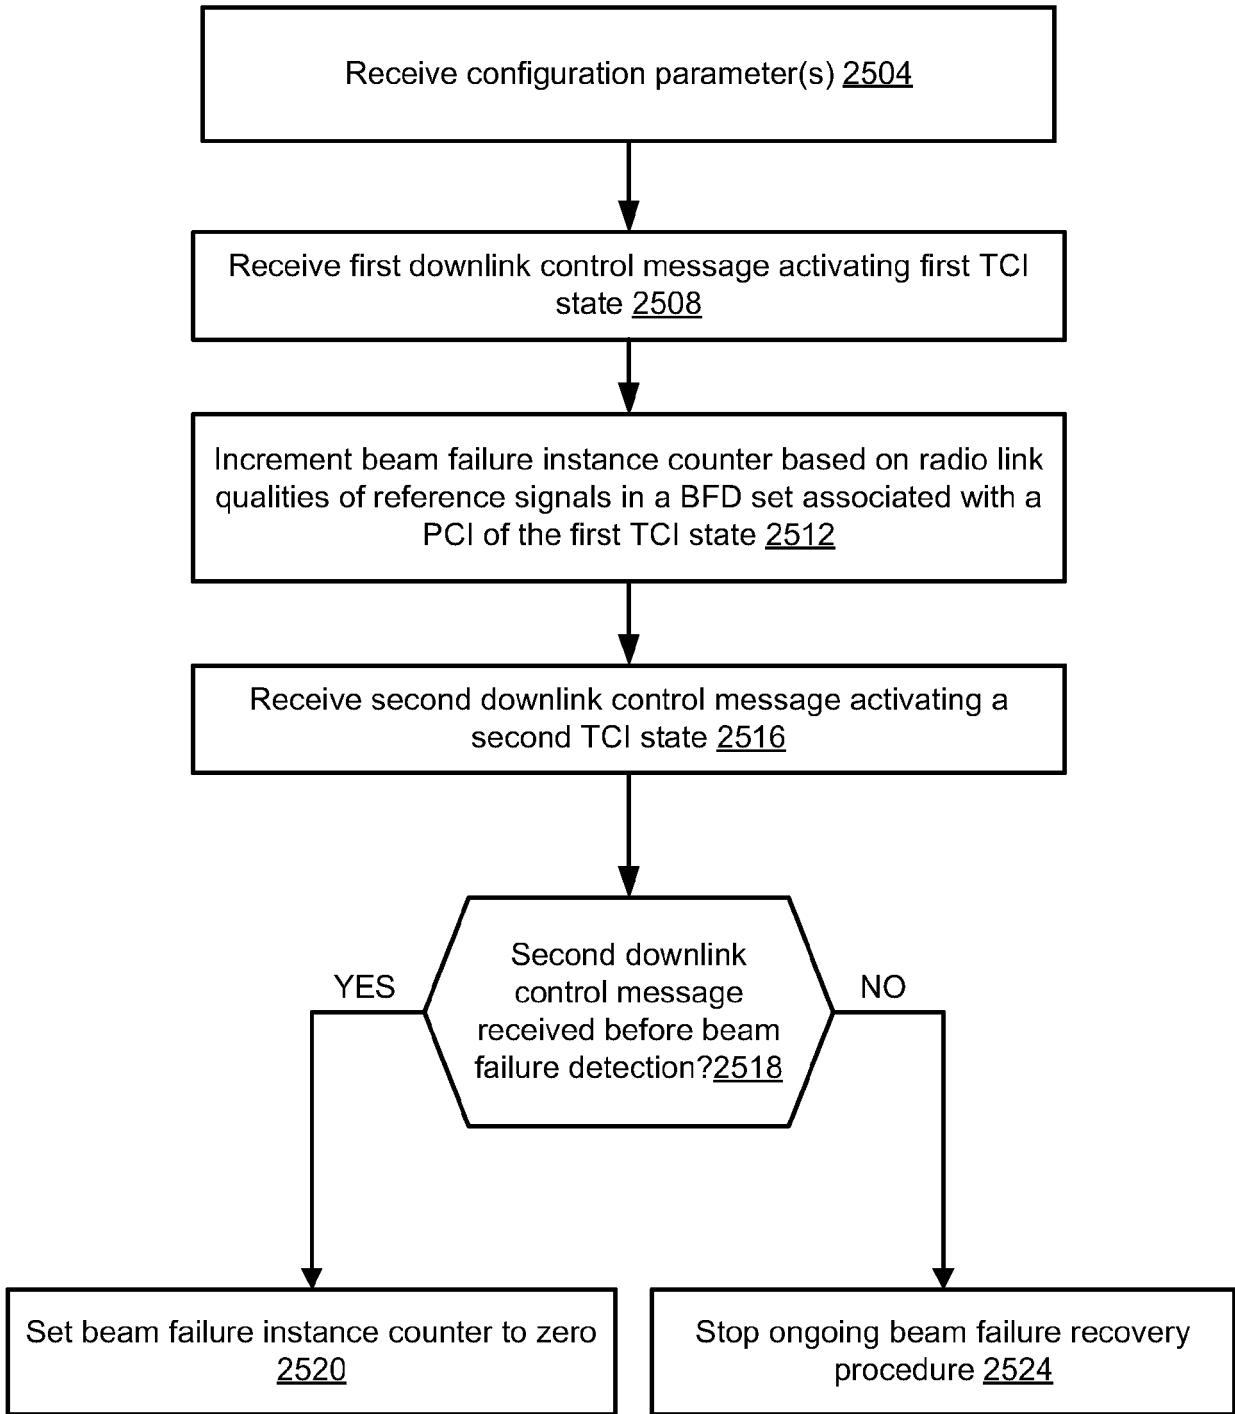 Receive configuration parameter(s) 2504
Receive first downlink control message activating first TCI
state 2508
Increment beam failure instance counter based on radio link
qualities of reference signals in a BFD set associated with a
PCI of the first TCI state 2512
Receive second downlink control message activating a
second TCI state 2516
Second downlink
control message
received before beam
failure detection?2518
YES
NO
Set beam failure instance counter to zero
2520
Stop ongoing beam failure recovery
procedure 2524